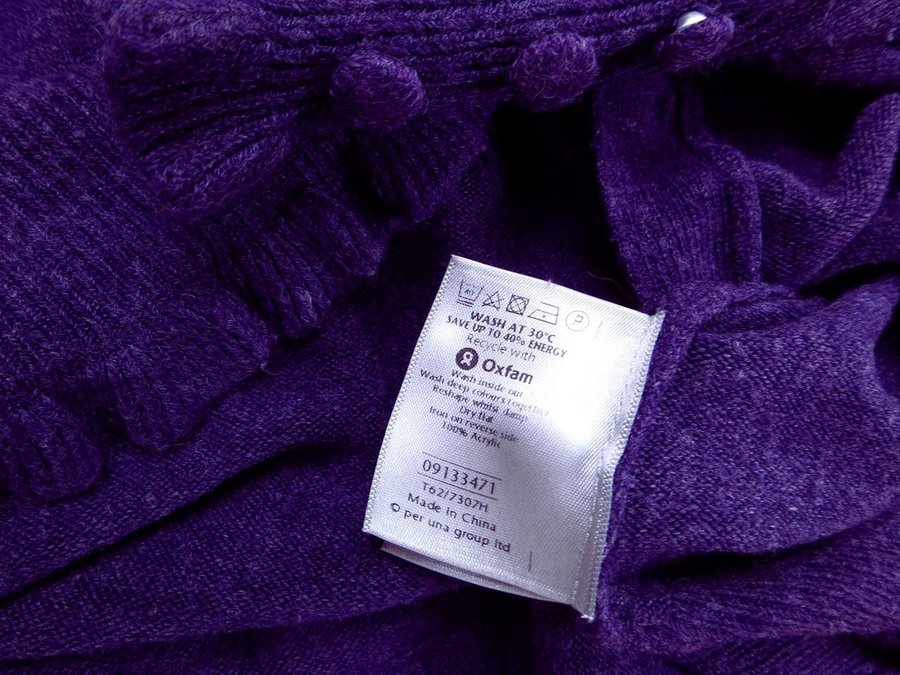 40 P
WASH AT 30°C
SAVE UP TO 40% ENERGY
Recycle with
Oxfam
Wash inside out
Wash deep colours together
Reshape whilst damp
Dry flat
Iron on reverse side
100% Acrylic
09133471
T62/7307H
Made In China
© per una group ltd